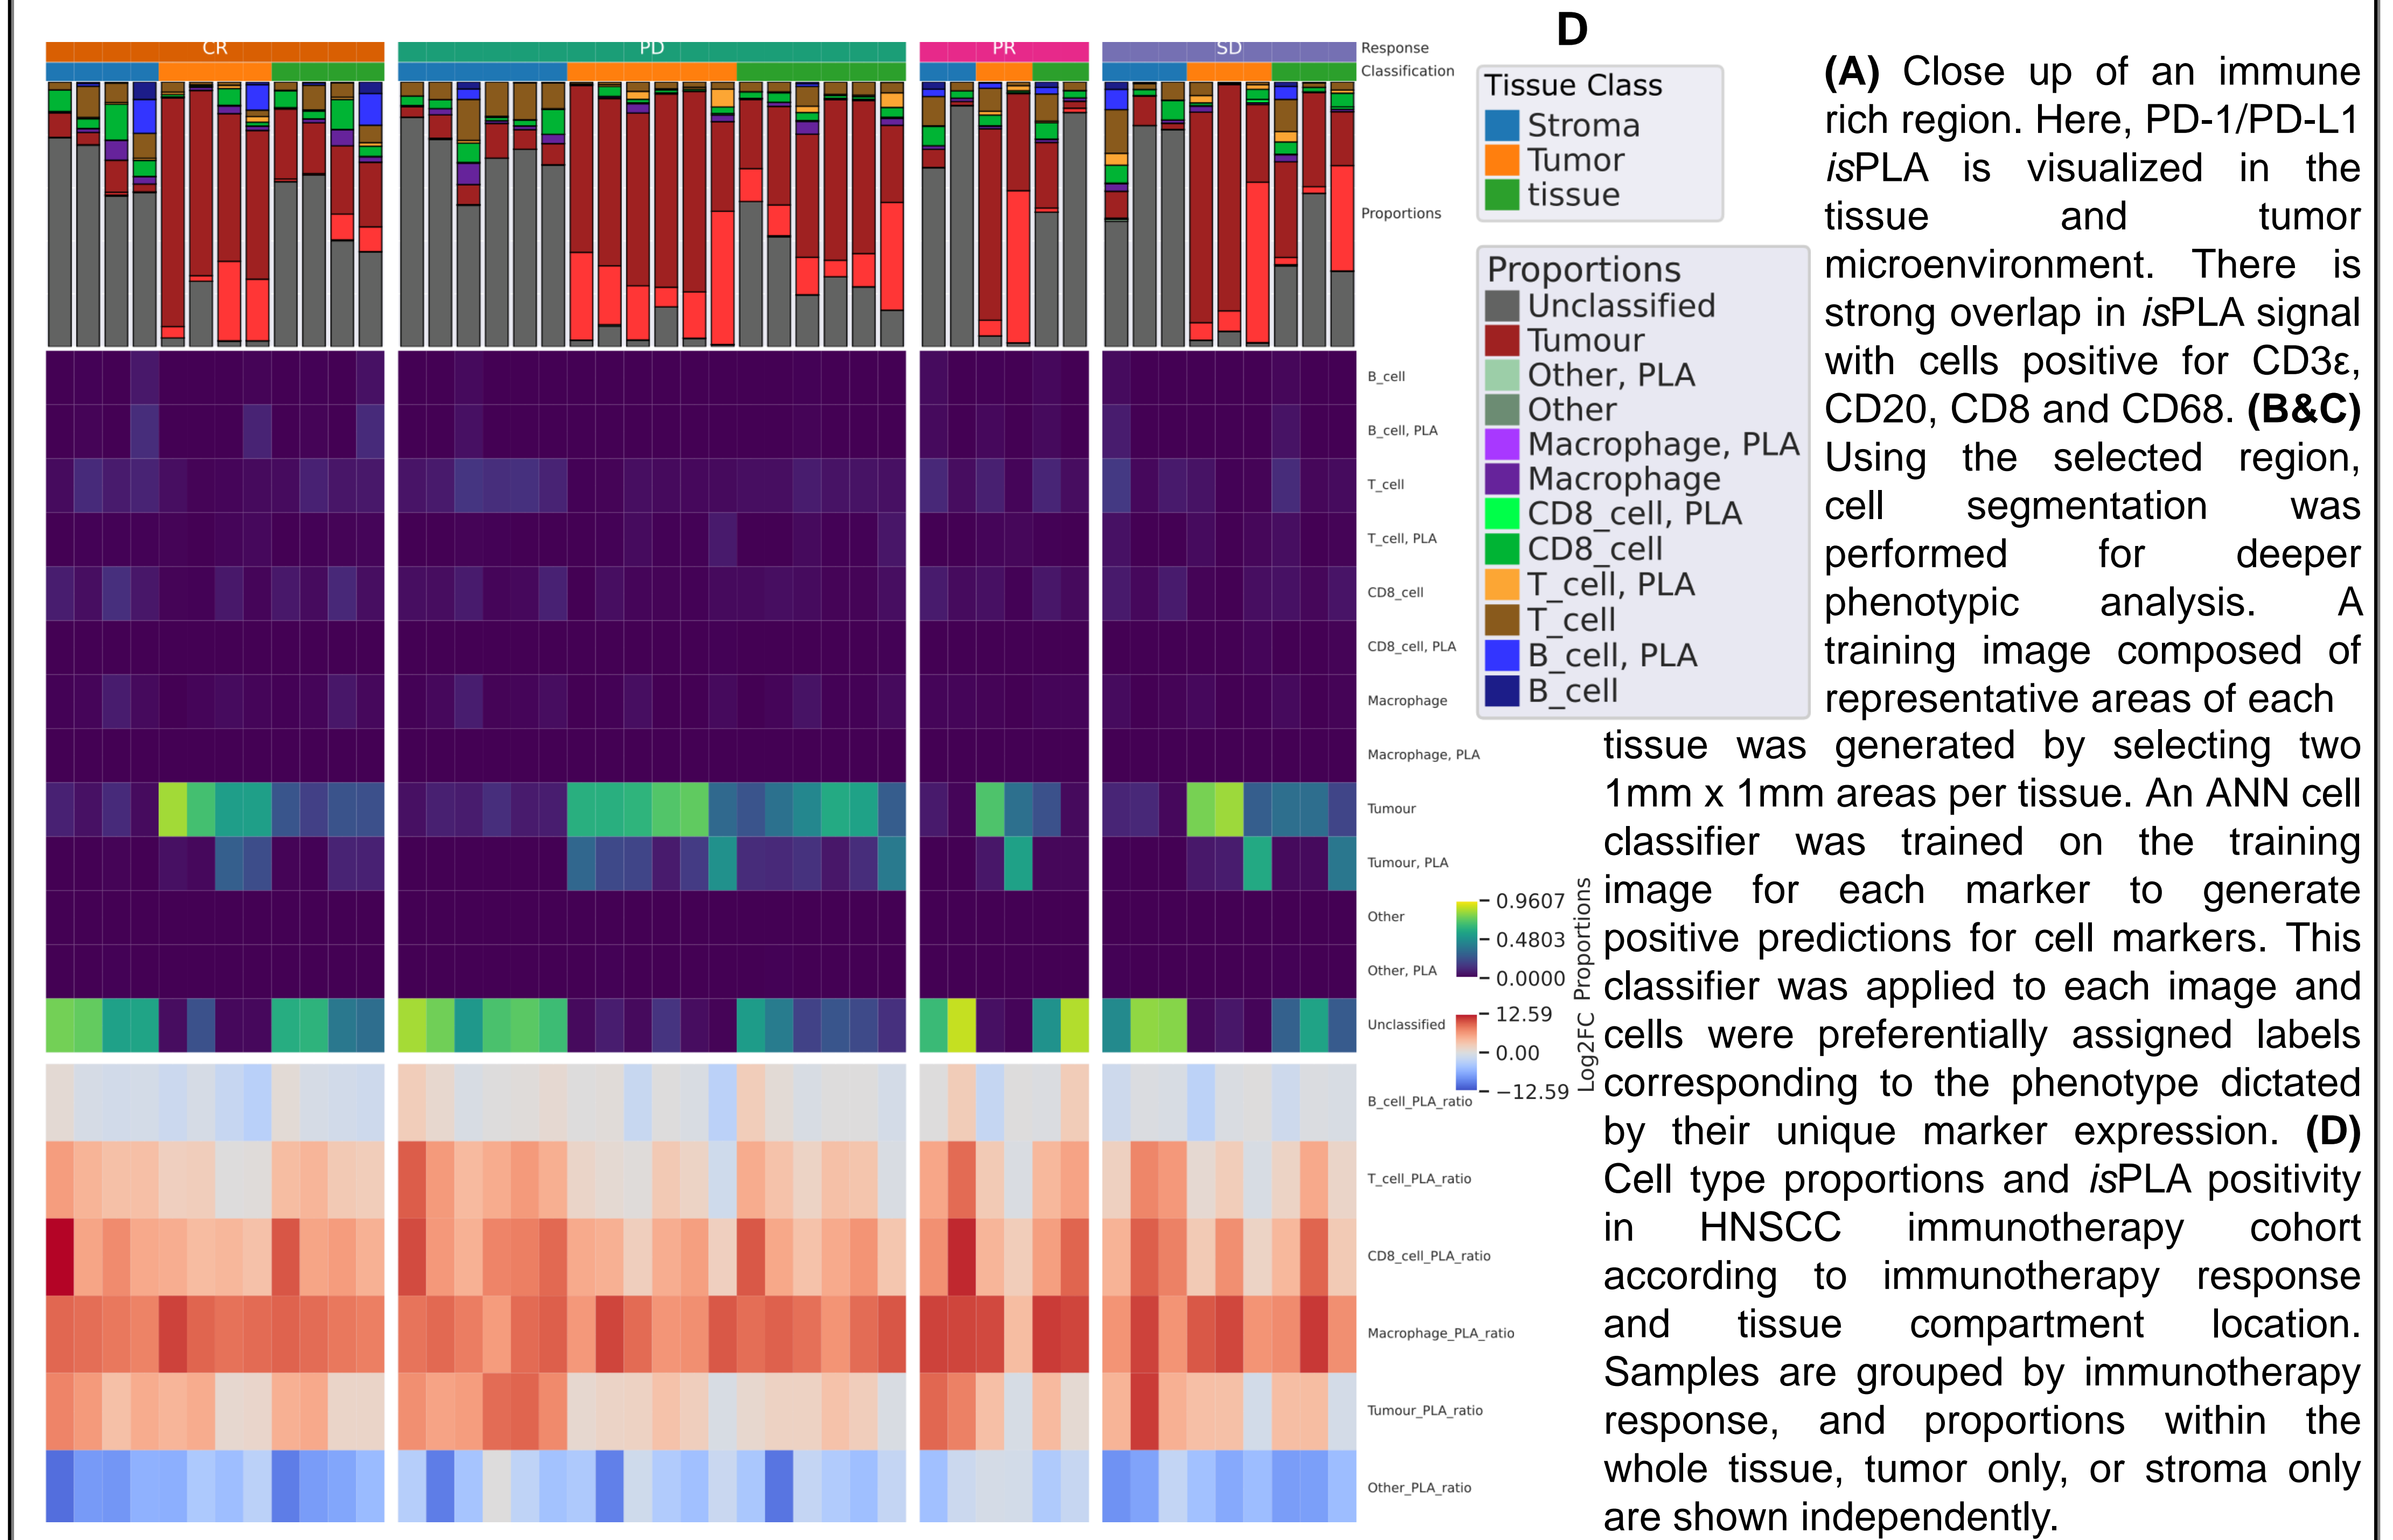 D
CR
PD
PR
SD
Response
Classification
Proportions
B_cell
B_cell, PLA
T_cell
T_cell, PLA
CD8_cell
CD8_cell, PLA
Macrophage
Macrophage, PLA
Tumour
Tumour, PLA
Other
Other, PLA
Unclassified
B_cell_PLA_ratio
T_cell_PLA_ratio
CD8_cell_PLA_ratio
Macrophage_PLA_ratio
Tumour_PLA_ratio
Other_PLA_ratio
Tissue Class
Stroma
Tumor
tissue
Proportions
Unclassified
Tumour
Other, PLA
Other
Macrophage, PLA
Macrophage
CD8_cell, PLA
CD8_cell
T_cell, PLA
T_cell
B_cell, PLA
B_cell
0.9607
0.4803
0.0000
Proportions
12.59
0.00
−12.59
Log2FC
(A) Close up of an immune
rich region. Here, PD-1/PD-L1
isPLA is visualized in the
tissue and tumor
microenvironment. There is
strong overlap in isPLA signal
with cells positive for CD3ε,
CD20, CD8 and CD68. (B&C)
Using the selected region,
cell segmentation was
performed for deeper
phenotypic analysis. A
training image composed of
representative areas of each
tissue was generated by selecting two
1mm x 1mm areas per tissue. An ANN cell
classifier was trained on the training
image for each marker to generate
positive predictions for cell markers. This
classifier was applied to each image and
cells were preferentially assigned labels
corresponding to the phenotype dictated
by their unique marker expression. (D)
Cell type proportions and isPLA positivity
in HNSCC immunotherapy cohort
according to immunotherapy response
and tissue compartment location.
Samples are grouped by immunotherapy
response, and proportions within the
whole tissue, tumor only, or stroma only
are shown independently.